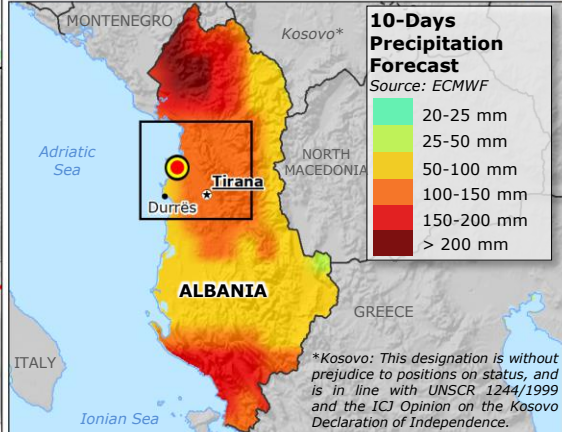 MONTENEGRO
Kosovo*
10-Days
Precipitation
Forecast
Source: ECMWF
20-25 mm
25-50 mm
50-100 mm
100-150 mm
150-200 mm
> 200 mm
Adriatic
Sea
NORTH
MACEDONIA
Tirana
Durrës
ALBANIA
GREECE
ITALY
Ionian Sea
*Kosovo: This designation is without
prejudice to positions on status, and
is in line with UNSCR 1244/1999
and the ICJ Opinion on the Kosovo
Declaration of Independence.